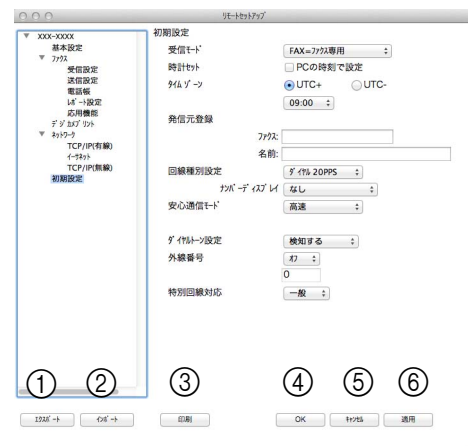 リモートセットアップ
XXX-XXXX
基本設定
ファクス
受信設定
送信設定
電話帳
レポート設定
応用機能
デジカメプリント
ネットワーク
TCP/IP(有線)
イーサネット
TCP/IP(無線)
初期設定
初期設定
受信モード FAX=ファクス専用
時計セット PCの時刻で設定
タイムゾーン UTC+ UTC-
09:00
発信元登録
ファクス:
名前:
回線種別設定 ダイヤル 20PPS
ナンバーディスプレイ なし
安心通信モード 高速
ダイヤルトーン設定 検知する
外線番号 オフ
0
特別回線対応 一般
① ② ③ ④ ⑤ ⑥
エクスポート インポート 印刷 OK キャンセル 適用